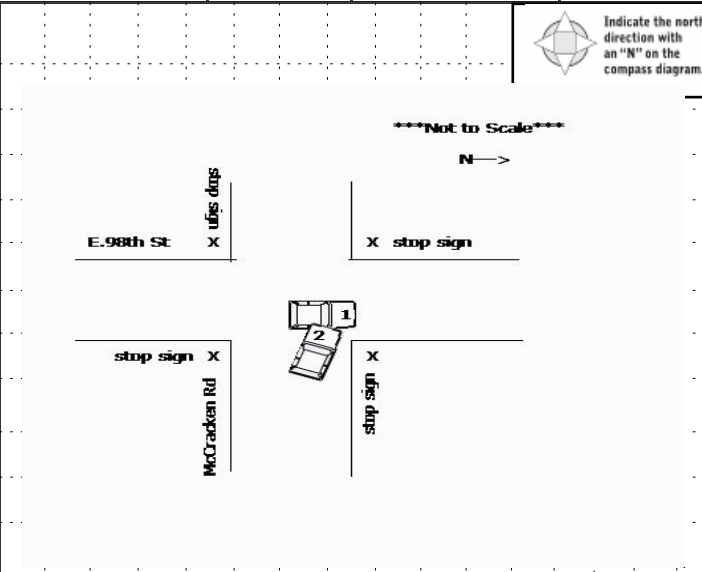 Indicate the north
direction with
an "N" on the
compass diagram.
***Not to Scale***
N—>
stop sign
E.98th St X
X stop sign
1
2
stop sign X
X
McCracken Rd
stop sign